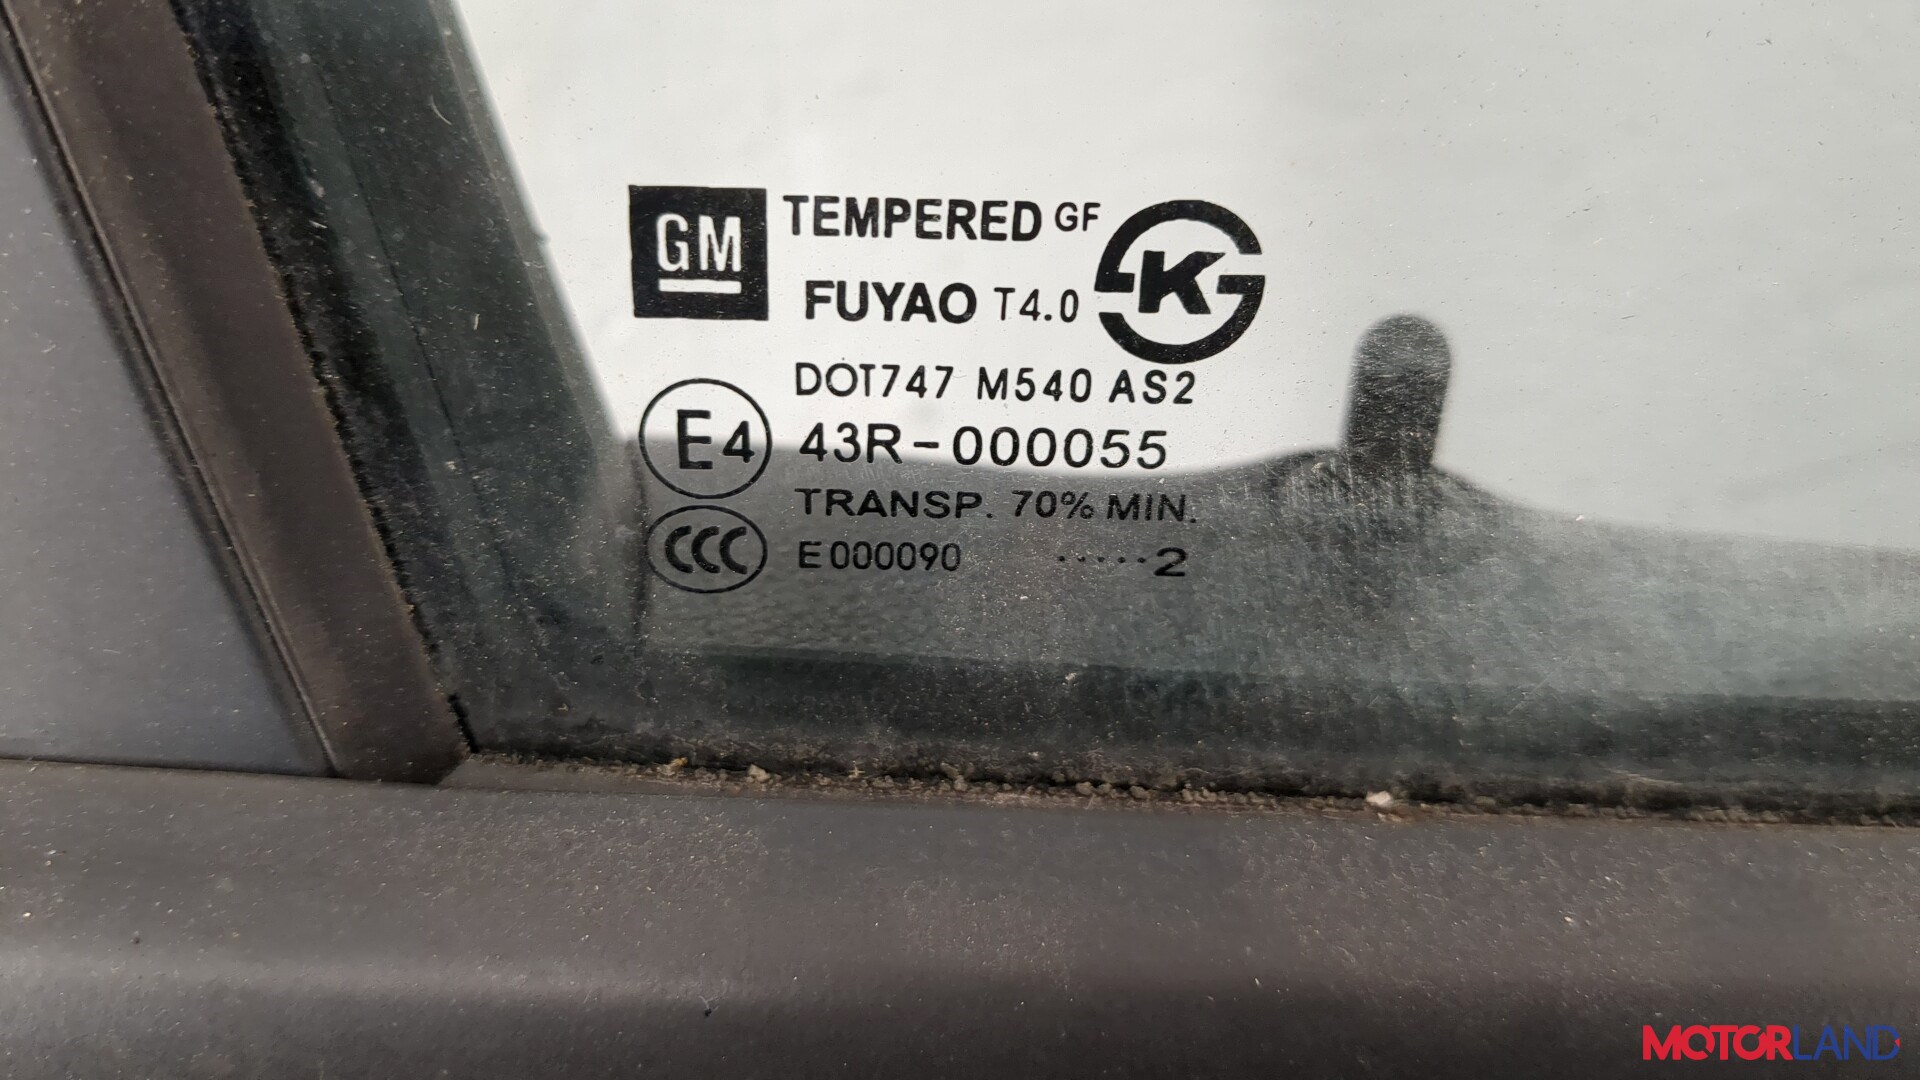 GM TEMPERED GF
FUYAO T4.0
K
DOT747 M540 AS2
E4 43R-000055
TRANSP. 70% MIN.
CCC E000090 .....2
MOTORLAND